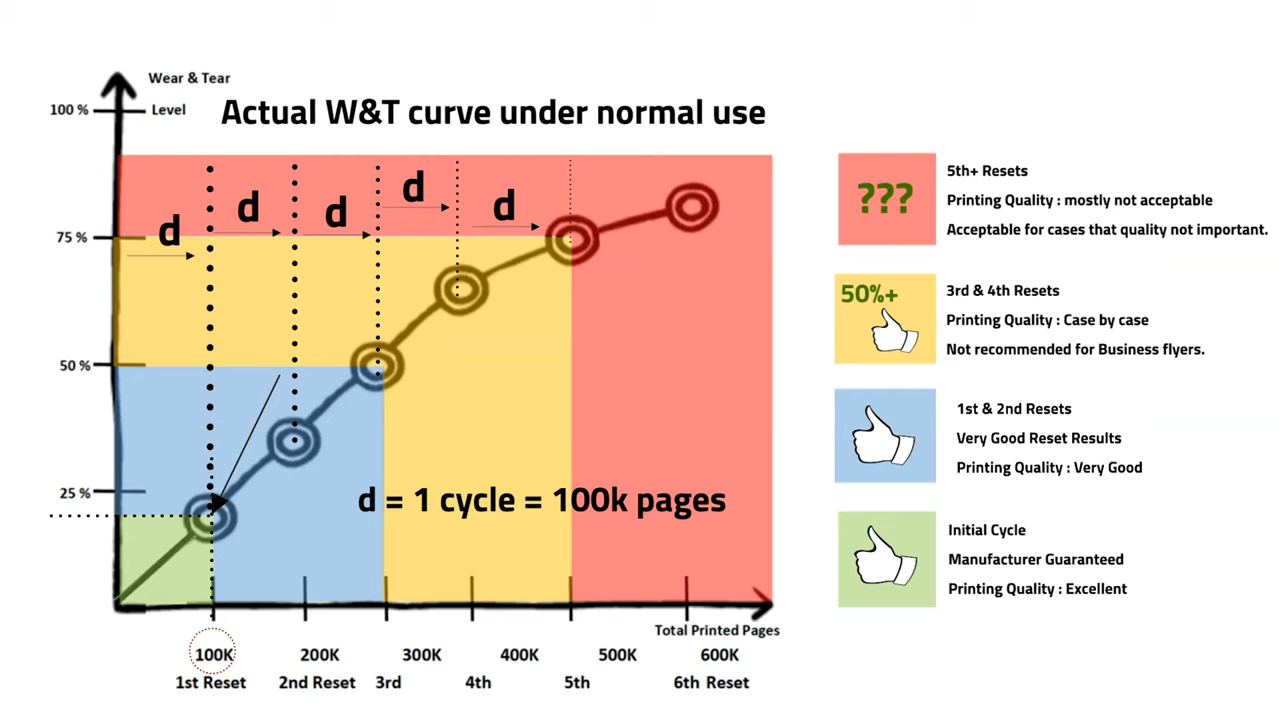 Wear & Tear
100 %
Level
Actual W&T curve under normal use
d
d
d
d
d
75 %
50 %
25 %
d = 1 cycle = 100k pages
Total Printed Pages
100K 200K 300K 400K 500K 600K
1st Reset 2nd Reset 3rd 4th 5th 6th Reset
???
5th+ Resets
Printing Quality : mostly not acceptable
Acceptable for cases that quality not important.
50%+
3rd & 4th Resets
Printing Quality : Case by case
Not recommended for Business flyers.
1st & 2nd Resets
Very Good Reset Results
Printing Quality : Very Good
Initial Cycle
Manufacturer Guaranteed
Printing Quality : Excellent